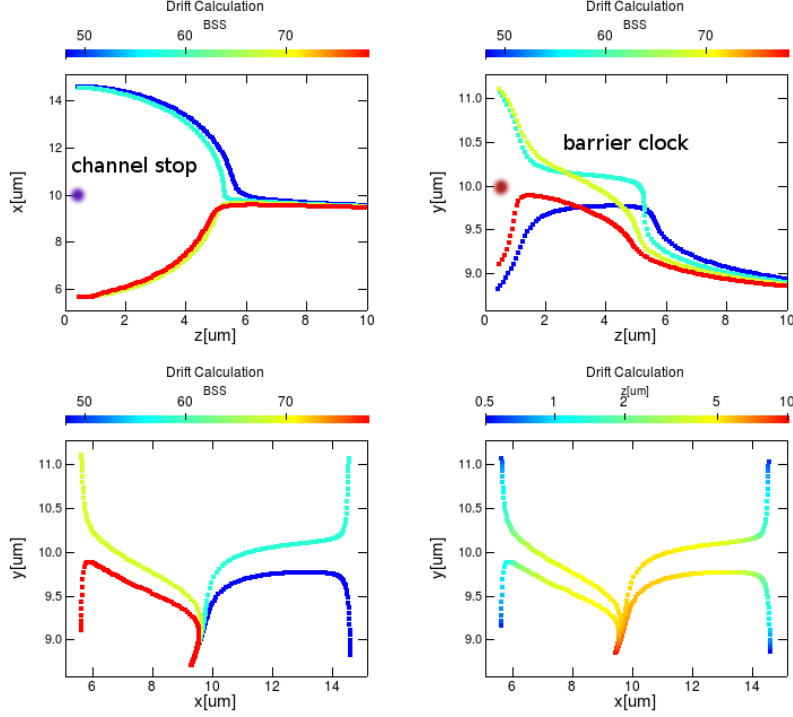 Drift Calculation
BSS
50 60 70
14
12
10
8
6
x[um]
channel stop
0 2 4 6 8 10
z[um]
Drift Calculation
BSS
50 60 70
11.0
10.5
10.0
9.5
9.0
y[um]
barrier clock
0 2 4 6 8 10
z[um]
Drift Calculation
BSS
50 60 70
11.0
10.5
10.0
9.5
9.0
y[um]
6 8 10 12 14
x[um]
Drift Calculation
z[um]
0.5 1 2 5 10
11.0
10.5
10.0
9.5
9.0
y[um]
6 8 10 12 14
x[um]